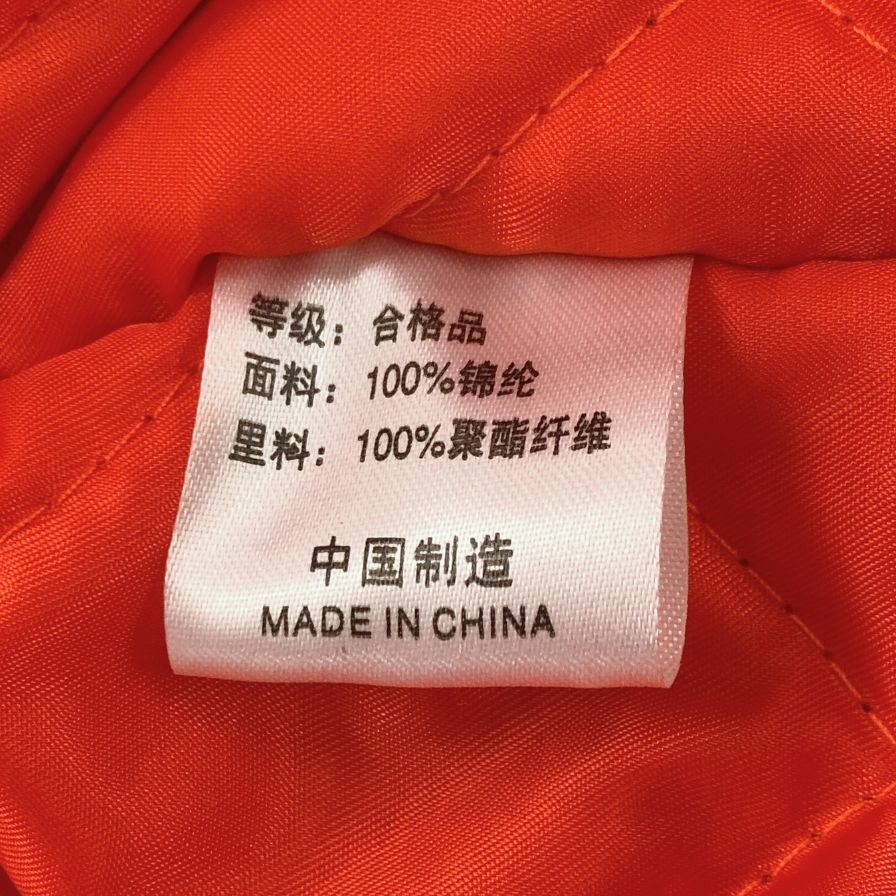 等级：合格品
面料：100%锦纶
里料：100%聚酯纤维
中国制造
MADE IN CHINA